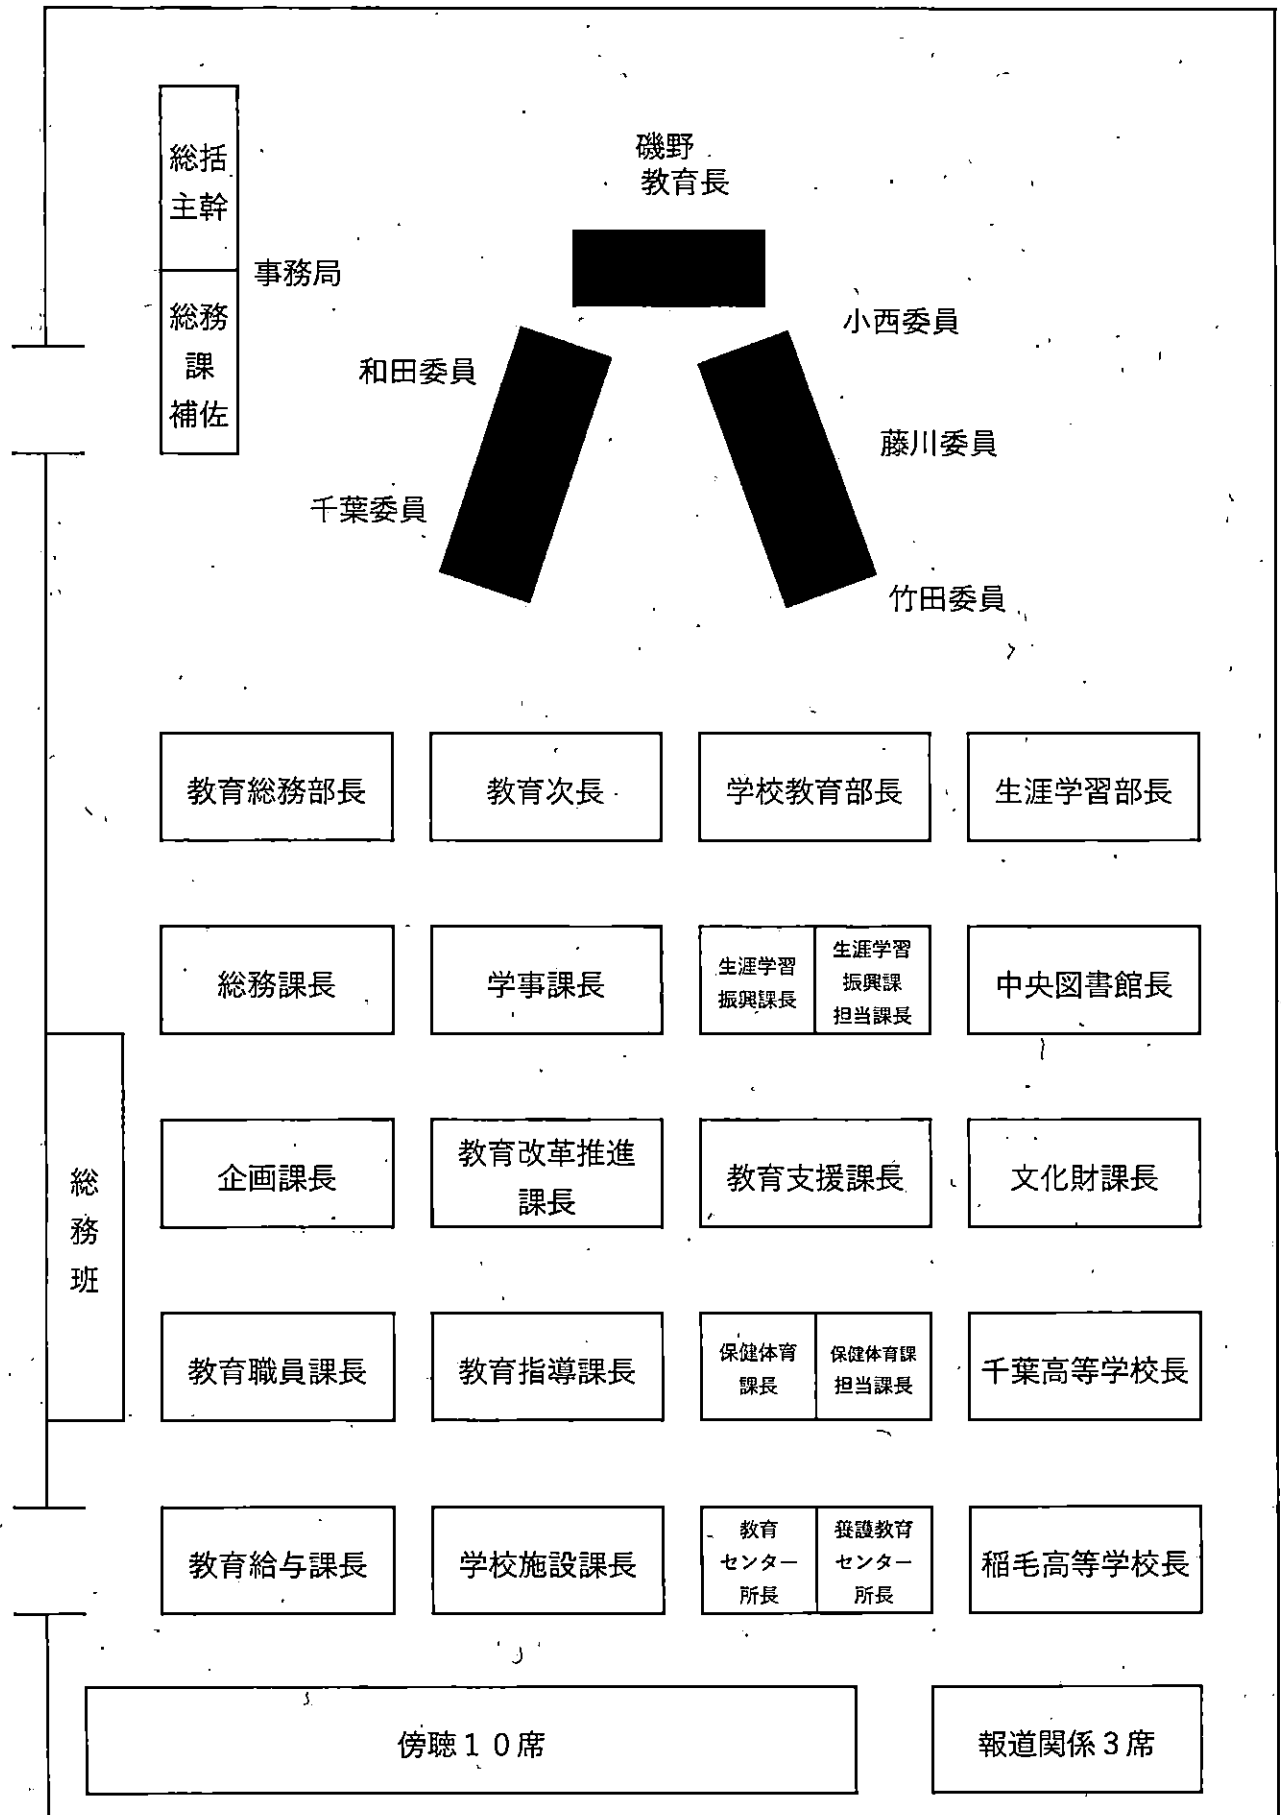 磯野
教育長
総括
主幹
事務局
総務
課
補佐
小西委員
和田委員
藤川委員
千葉委員
竹田委員
教育総務部長
教育次長
学校教育部長
生涯学習部長
総務課長
学事課長
生涯学習
振興課長
生涯学習
振興課
担当課長
中央図書館長
総
務
班
企画課長
教育改革推進
課長
教育支援課長
文化財課長
教育職員課長
教育指導課長
保健体育
課長
保健体育課
担当課長
千葉高等学校長
教育給与課長
学校施設課長
教育
センター
所長
養護教育
センター
所長
稲毛高等学校長
傍聴10席
報道関係3席